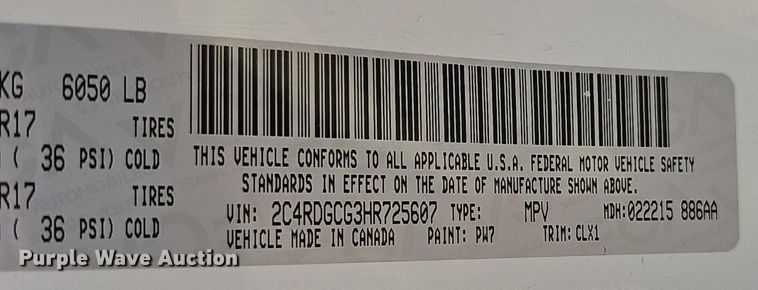 KG 6050 LB
R17 TIRES
( 36 PSI) COLD
R17 TIRES
( 36 PSI) COLD
THIS VEHICLE CONFORMS TO ALL APPLICABLE U.S.A. FEDERAL MOTOR VEHICLE SAFETY
STANDARDS IN EFFECT ON THE DATE OF MANUFACTURE SHOWN ABOVE.
VIN: 2C4RDGCG3HR725607 TYPE: MPV MDH: 022215 886AA
VEHICLE MADE IN CANADA PAINT: PW7 TRIM: CLX1
Purple Wave Auction